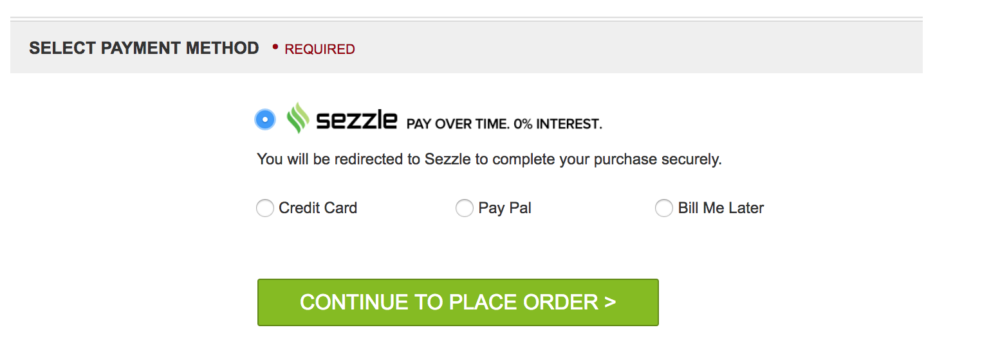 SELECT PAYMENT METHOD • REQUIRED
sezzle PAY OVER TIME. 0% INTEREST.
You will be redirected to Sezzle to complete your purchase securely.
Credit Card Pay Pal Bill Me Later
CONTINUE TO PLACE ORDER >